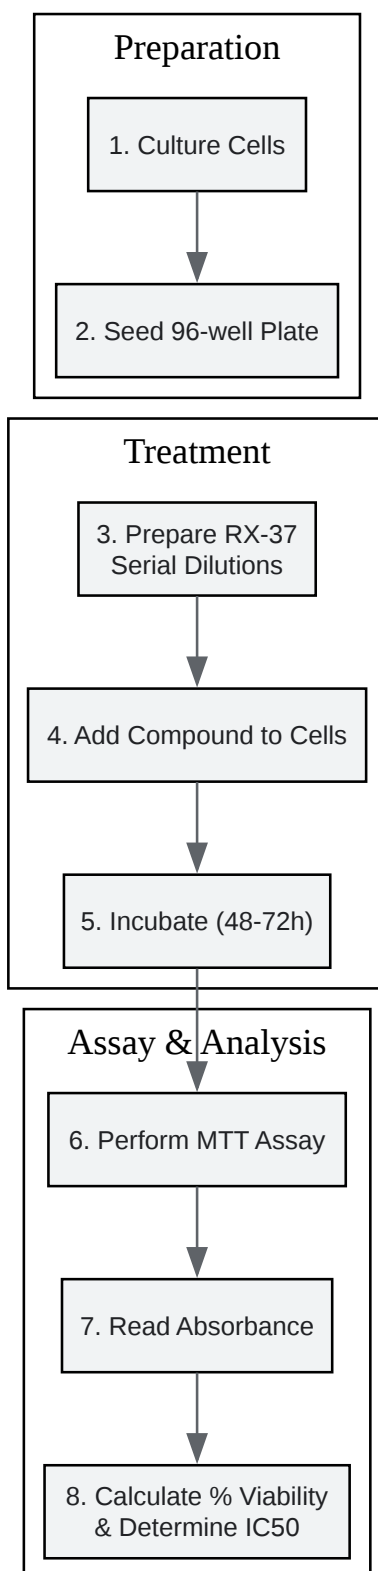 Preparation
1. Culture Cells
2. Seed 96-well Plate
Treatment
3. Prepare RX-37
Serial Dilutions
4. Add Compound to Cells
5. Incubate (48-72h)
Assay & Analysis
6. Perform MTT Assay
7. Read Absorbance
8. Calculate % Viability
& Determine IC50